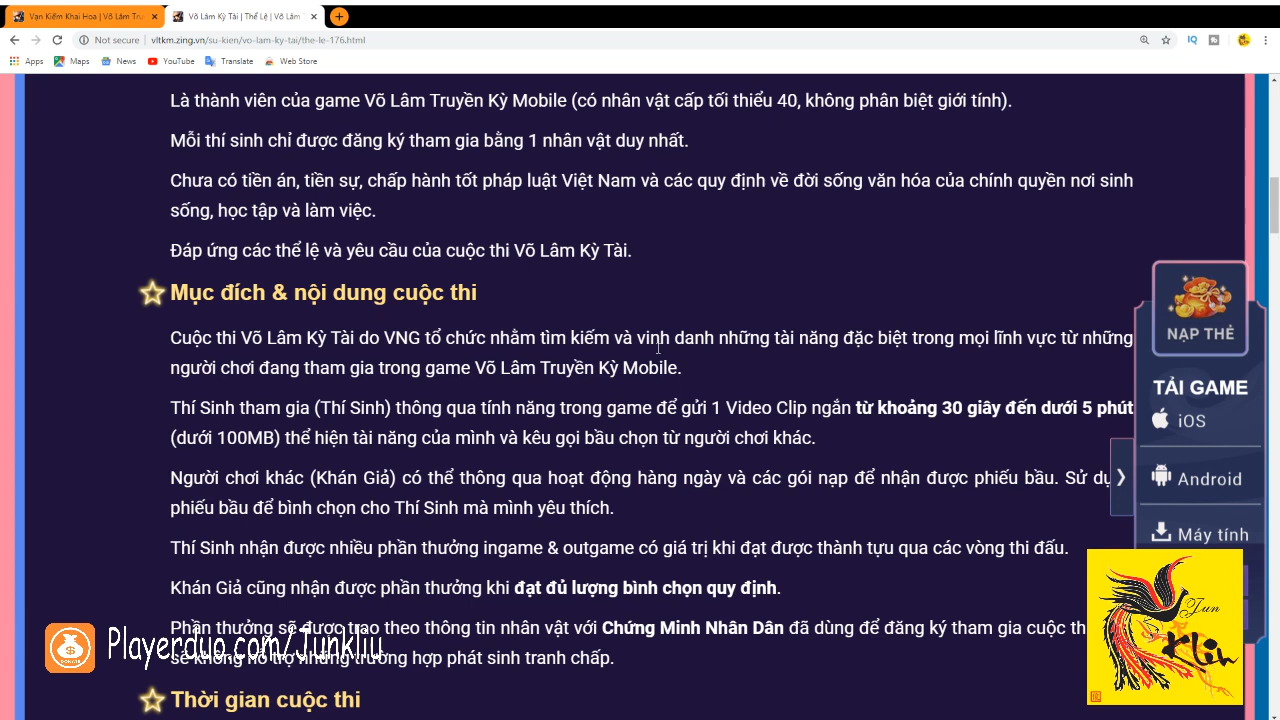 Vạn Kiếm Khai Hoa | Võ Lâm Tru
Võ Lâm Kỳ Tài | Thể Lệ | Võ Lâm
Not secure
vltkm.zing.vn/su-kien/vo-lam-ky-tai/the-le-176.html
IQ
Apps
Maps
News
YouTube
Translate
Web Store
Là thành viên của game Võ Lâm Truyền Kỳ Mobile (có nhân vật cấp tối thiểu 40, không phân biệt giới tính).
Mỗi thí sinh chỉ được đăng ký tham gia bằng 1 nhân vật duy nhất.
Chưa có tiền án, tiền sự, chấp hành tốt pháp luật Việt Nam và các quy định về đời sống văn hóa của chính quyền nơi sinh
sống, học tập và làm việc.
Đáp ứng các thể lệ và yêu cầu của cuộc thi Võ Lâm Kỳ Tài.
Mục đích & nội dung cuộc thi
Cuộc thi Võ Lâm Kỳ Tài do VNG tổ chức nhằm tìm kiếm và vinh danh những tài năng đặc biệt trong mọi lĩnh vực từ những
người chơi đang tham gia trong game Võ Lâm Truyền Kỳ Mobile.
Thí Sinh tham gia (Thí Sinh) thông qua tính năng trong game để gửi 1 Video Clip ngắn từ khoảng 30 giây đến dưới 5 phút
(dưới 100MB) thể hiện tài năng của mình và kêu gọi bầu chọn từ người chơi khác.
Người chơi khác (Khán Giả) có thể thông qua hoạt động hàng ngày và các gói nạp để nhận được phiếu bầu. Sử
phiếu bầu để bình chọn cho Thí Sinh mà mình yêu thích.
Thí Sinh nhận được nhiều phần thưởng ingame & outgame có giá trị khi đạt được thành tựu qua các vòng thi đấu.
Khán Giả cũng nhận được phần thưởng khi đạt đủ lượng bình chọn quy định.
Phần thưởng sẽ được trao theo thông tin nhân vật với Chứng Minh Nhân Dân đã dùng để đăng ký tham gia cuộc
sẽ không hỗ trợ những trường hợp phát sinh tranh chấp.
Thời gian cuộc thi
NẠP THẺ
TẢI GAME
iOS
Android
Máy tính
DONATE
Playerduo.com/Junkliu
Jun